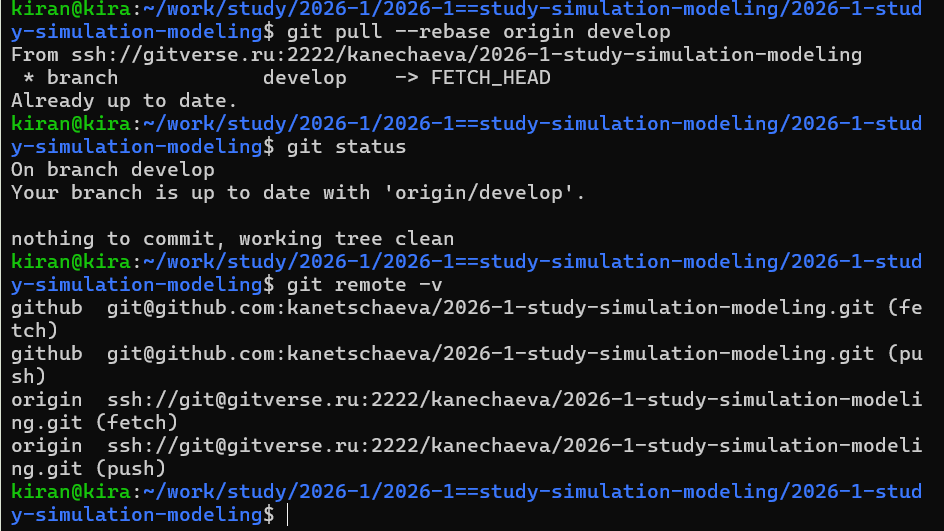 kiran@kira:~/work/study/2026-1/2026-1==study-simulation-modeling/2026-1-stud
y-simulation-modeling$ git pull --rebase origin develop
From ssh://gitverse.ru:2222/kanechaeva/2026-1-study-simulation-modeling
 * branch            develop    -> FETCH_HEAD
Already up to date.
kiran@kira:~/work/study/2026-1/2026-1==study-simulation-modeling/2026-1-stud
y-simulation-modeling$ git status
On branch develop
Your branch is up to date with 'origin/develop'.

nothing to commit, working tree clean
kiran@kira:~/work/study/2026-1/2026-1==study-simulation-modeling/2026-1-stud
y-simulation-modeling$ git remote -v
github  git@github.com:kanetschaeva/2026-1-study-simulation-modeling.git (fe
tch)
github  git@github.com:kanetschaeva/2026-1-study-simulation-modeling.git (pu
sh)
origin  ssh://git@gitverse.ru:2222/kanechaeva/2026-1-study-simulation-modeli
ng.git (fetch)
origin  ssh://git@gitverse.ru:2222/kanechaeva/2026-1-study-simulation-modeli
ng.git (push)
kiran@kira:~/work/study/2026-1/2026-1==study-simulation-modeling/2026-1-stud
y-simulation-modeling$